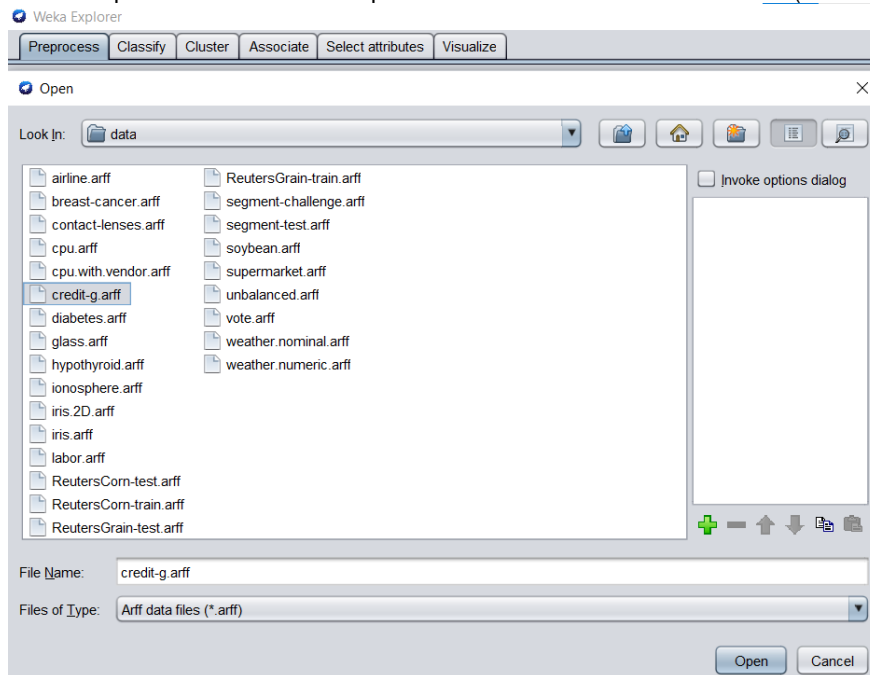 Weka Explorer
Preprocess Classify Cluster Associate Select attributes Visualize
Open
Look In: data
airline.arff
breast-cancer.arff
contact-lenses.arff
cpu.arff
cpu.with.vendor.arff
credit-g.arff
diabetes.arff
glass.arff
hypothyroid.arff
ionosphere.arff
iris.2D.arff
iris.arff
labor.arff
ReutersCorn-test.arff
ReutersCorn-train.arff
ReutersGrain-test.arff
ReutersGrain-train.arff
segment-challenge.arff
segment-test.arff
soybean.arff
supermarket.arff
unbalanced.arff
vote.arff
weather.nominal.arff
weather.numeric.arff
Invoke options dialog
File Name: credit-g.arff
Files of Type: Arff data files (*.arff)
Open Cancel